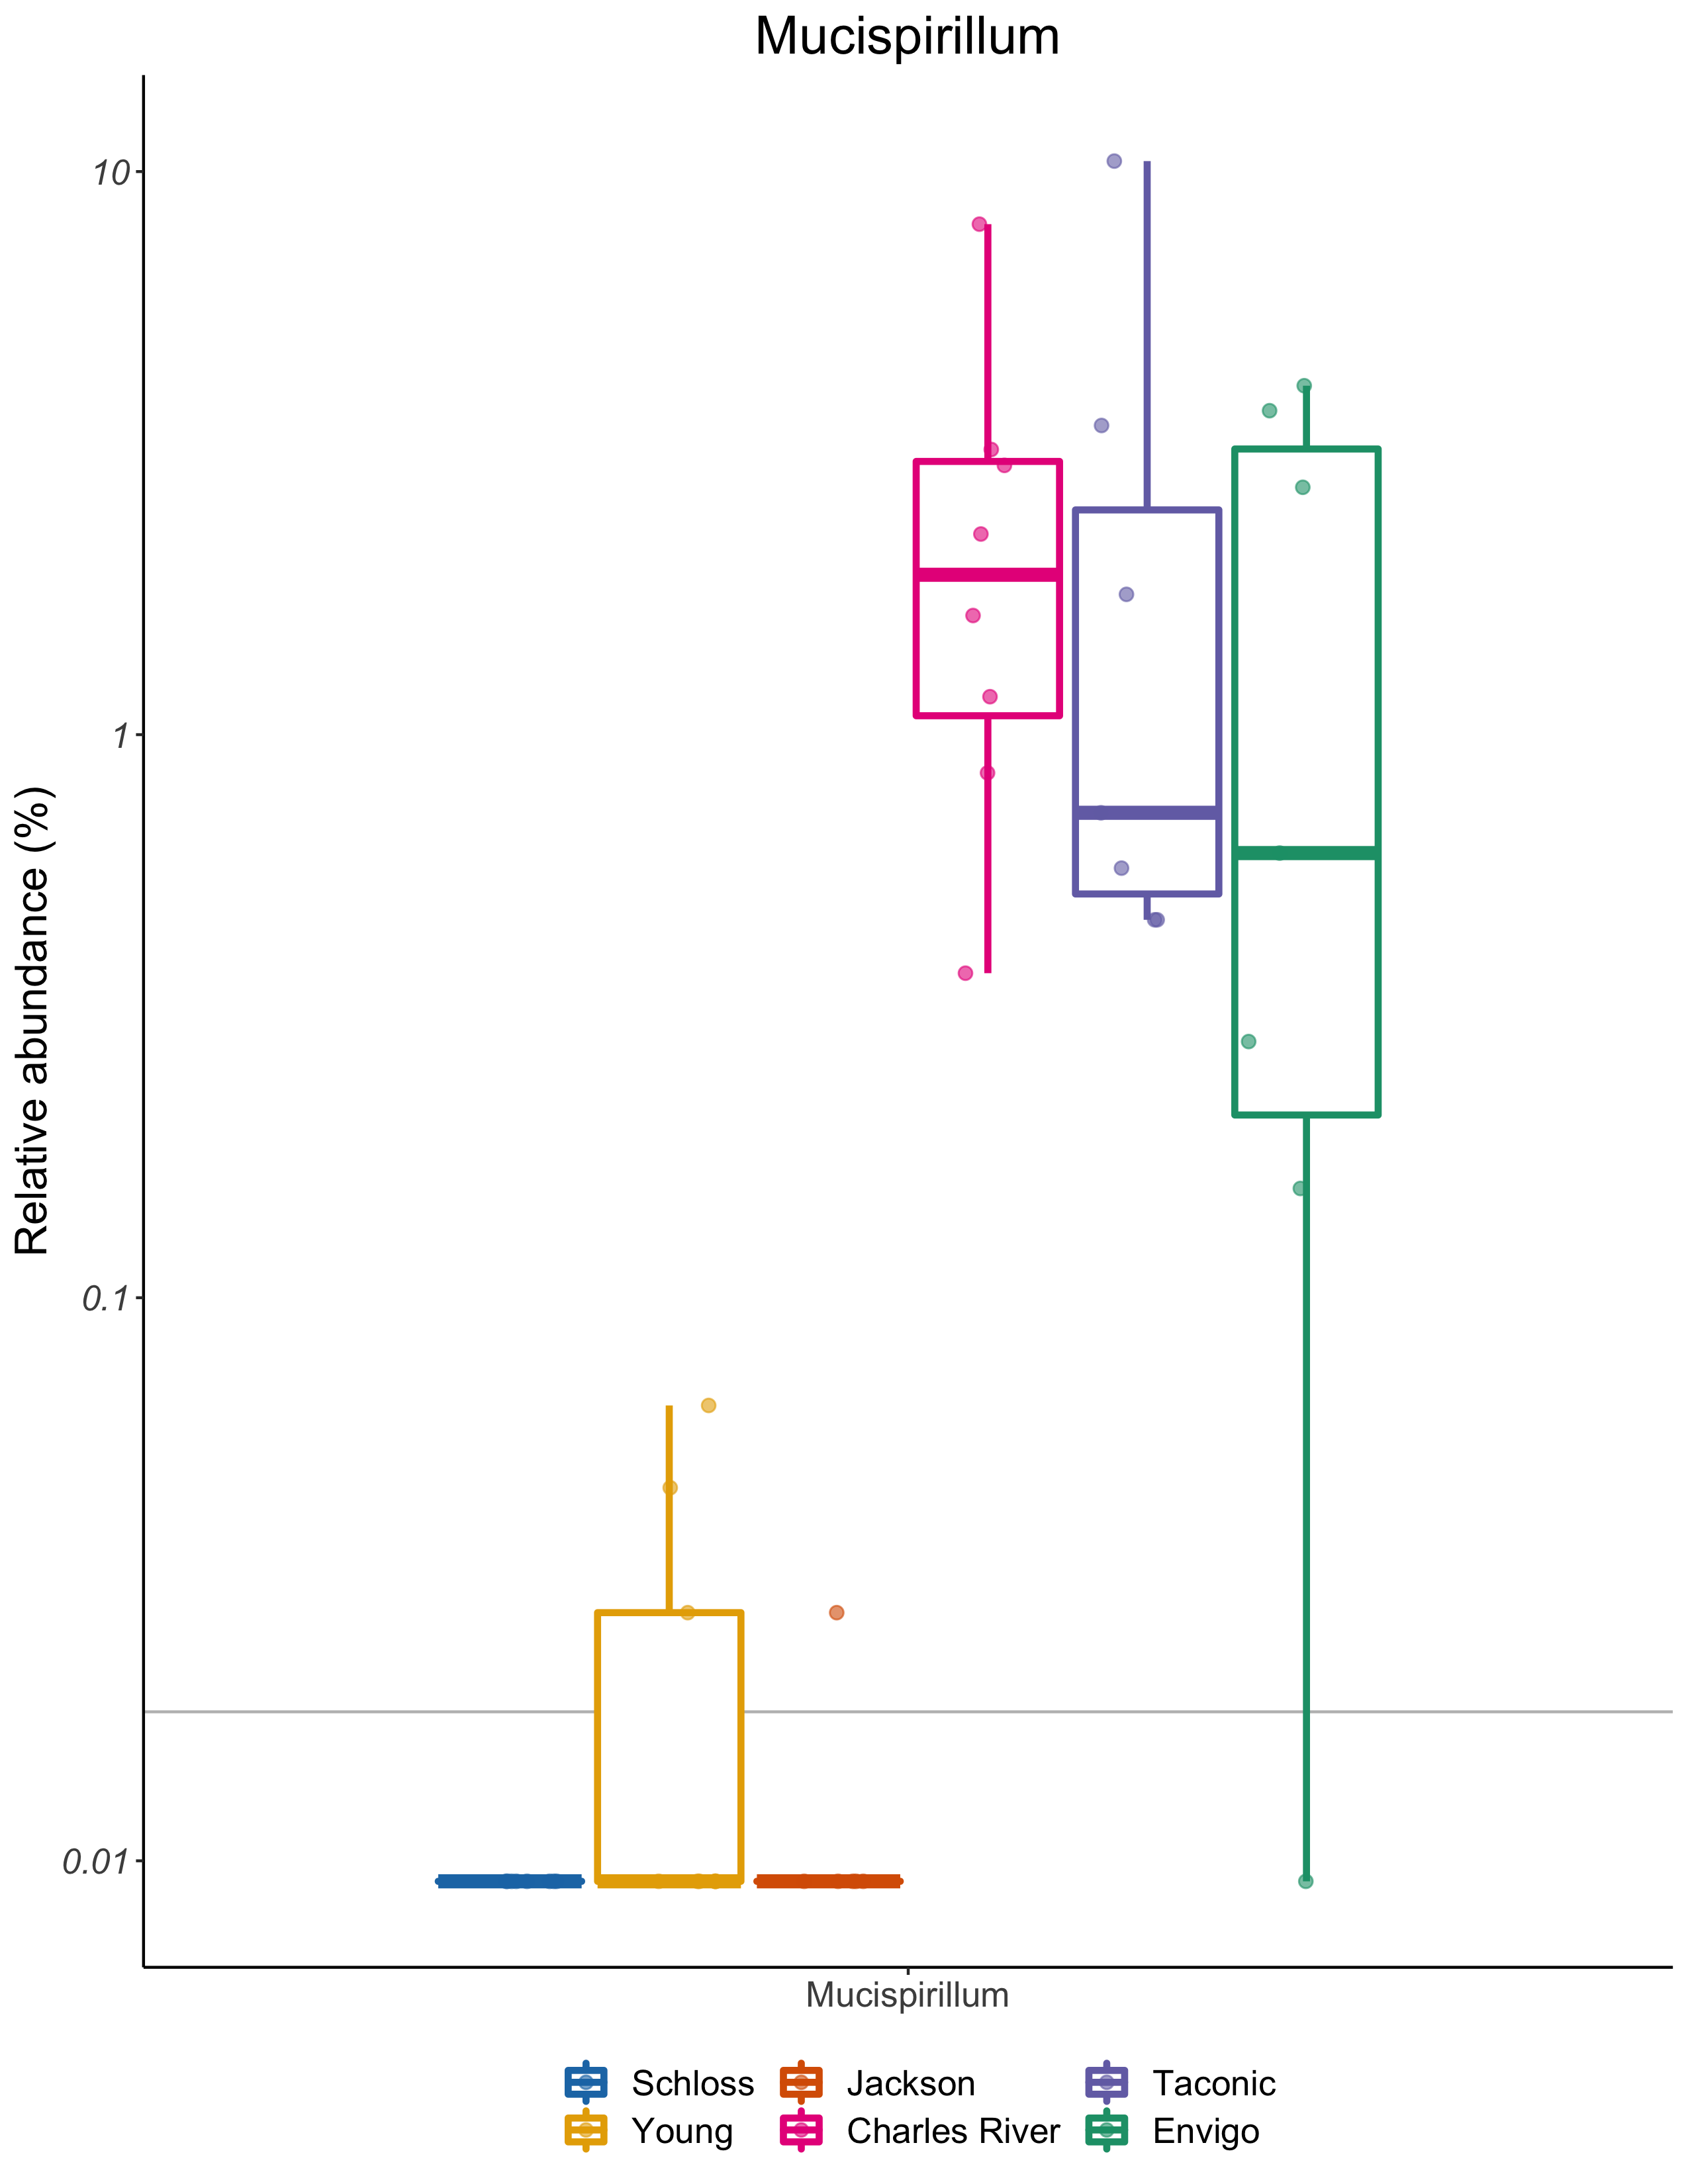 Mucispirillum
Relative abundance (%)
10
1
0.1
0.01
Mucispirillum
Schloss
Jackson
Taconic
Young
Charles River
Envigo